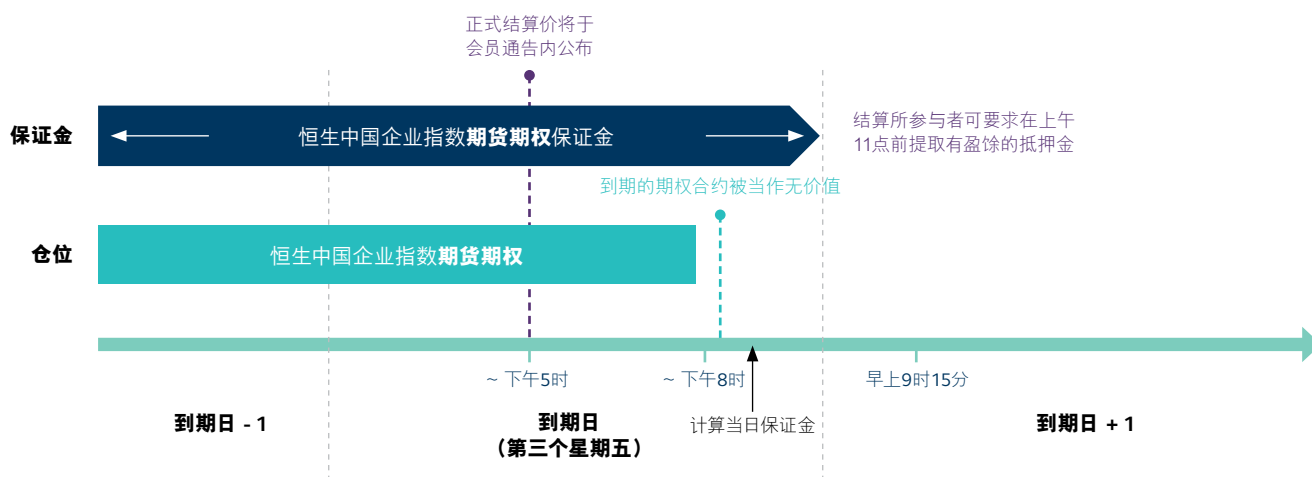 正式结算价将于
会员通告内公布
保证金
恒生中国企业指数期货期权保证金
结算所参与者可要求在上午
11点前提取有盈馀的抵押金
到期的期权合约被当作无价值
仓位
恒生中国企业指数期货期权
~ 下午5时
~ 下午8时
早上9时15分
到期日 - 1
到期日
（第三个星期五）
计算当日保证金
到期日 + 1